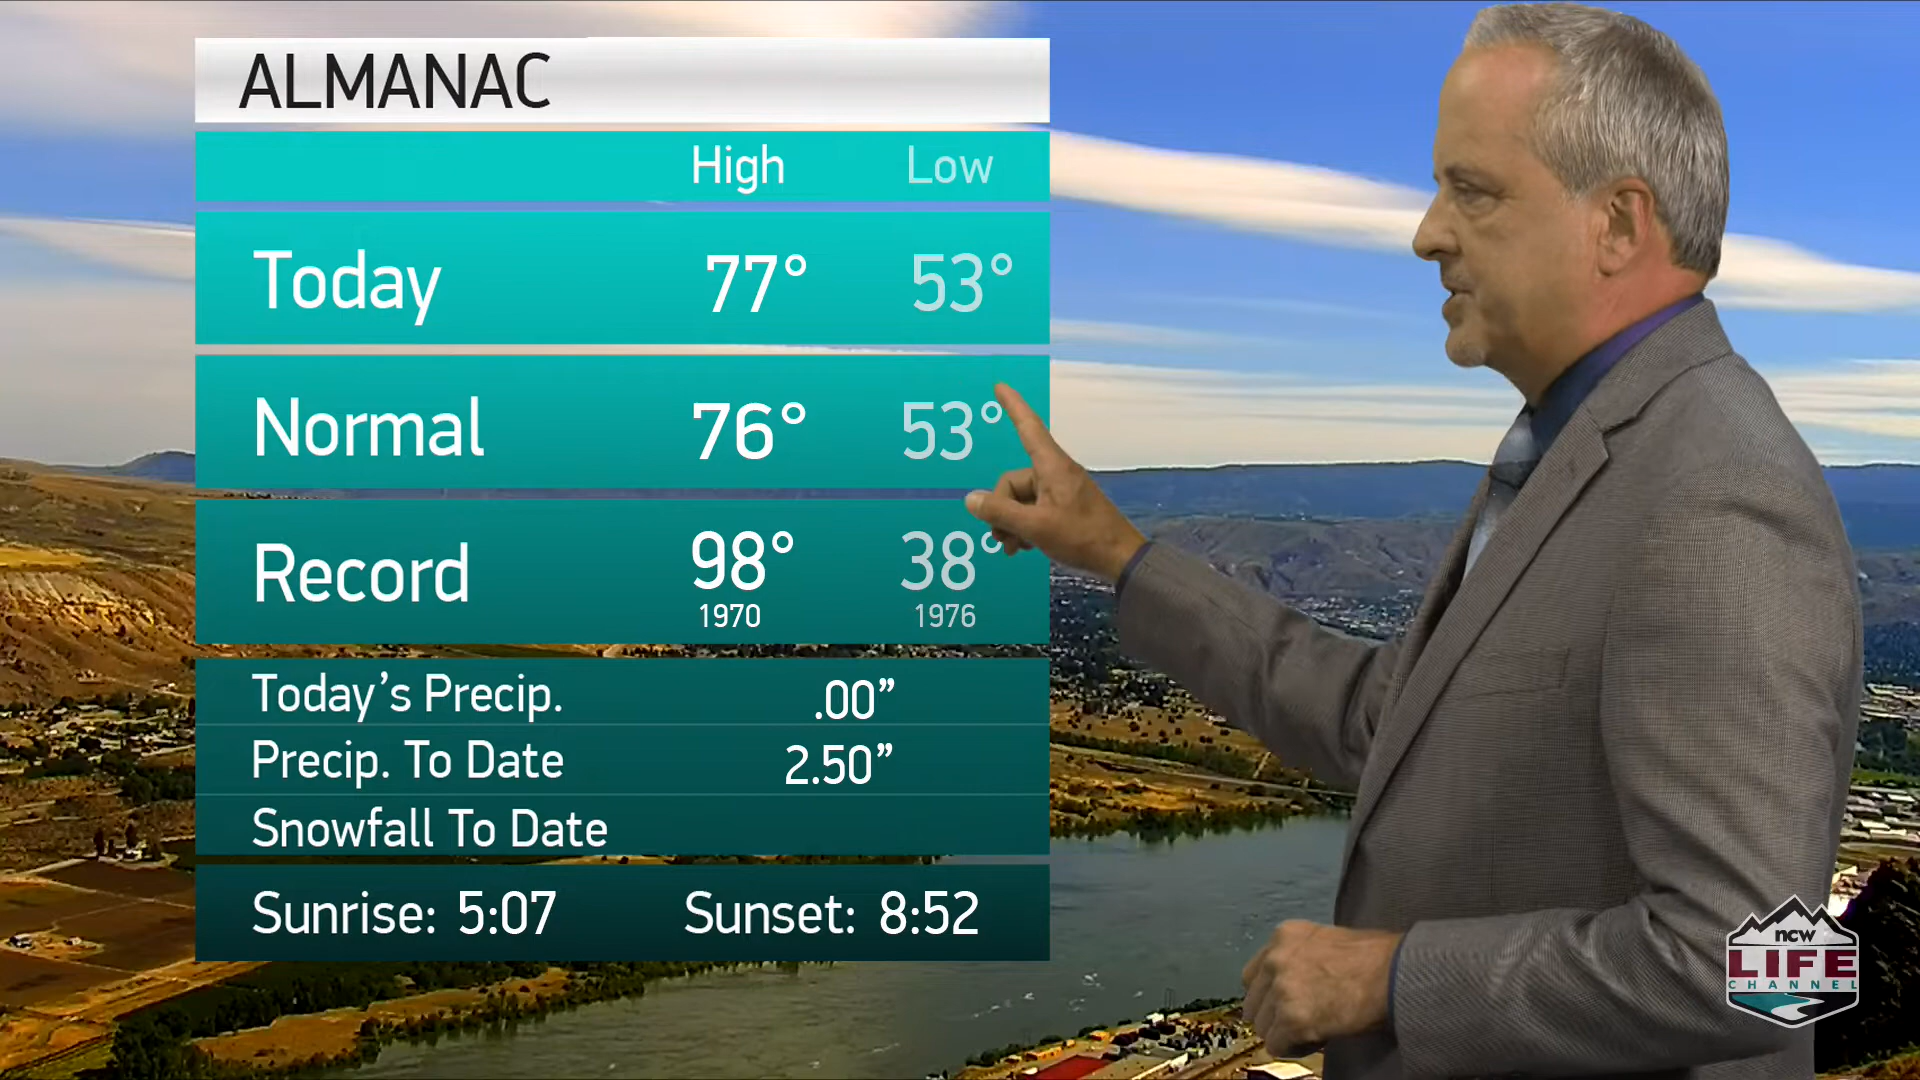 ALMANAC
High Low
Today 77° 53°
Normal 76° 53°
Record 98° 38°
1970 1976
Today’s Precip. .00”
Precip. To Date 2.50”
Snowfall To Date
Sunrise: 5:07 Sunset: 8:52
ncw
LIFE
CHANNEL